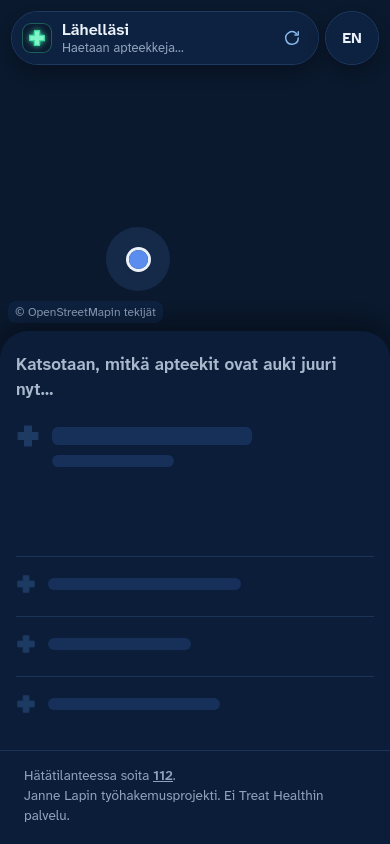 Lähelläsi
Haetaan apteekkeja...
EN
© OpenStreetMapin tekijät
Katsotaan, mitkä apteekit ovat auki juuri
nyt...
Hätätilanteessa soita 112.
Janne Lapin työhakemusprojekti. Ei Treat Healthin
palvelu.